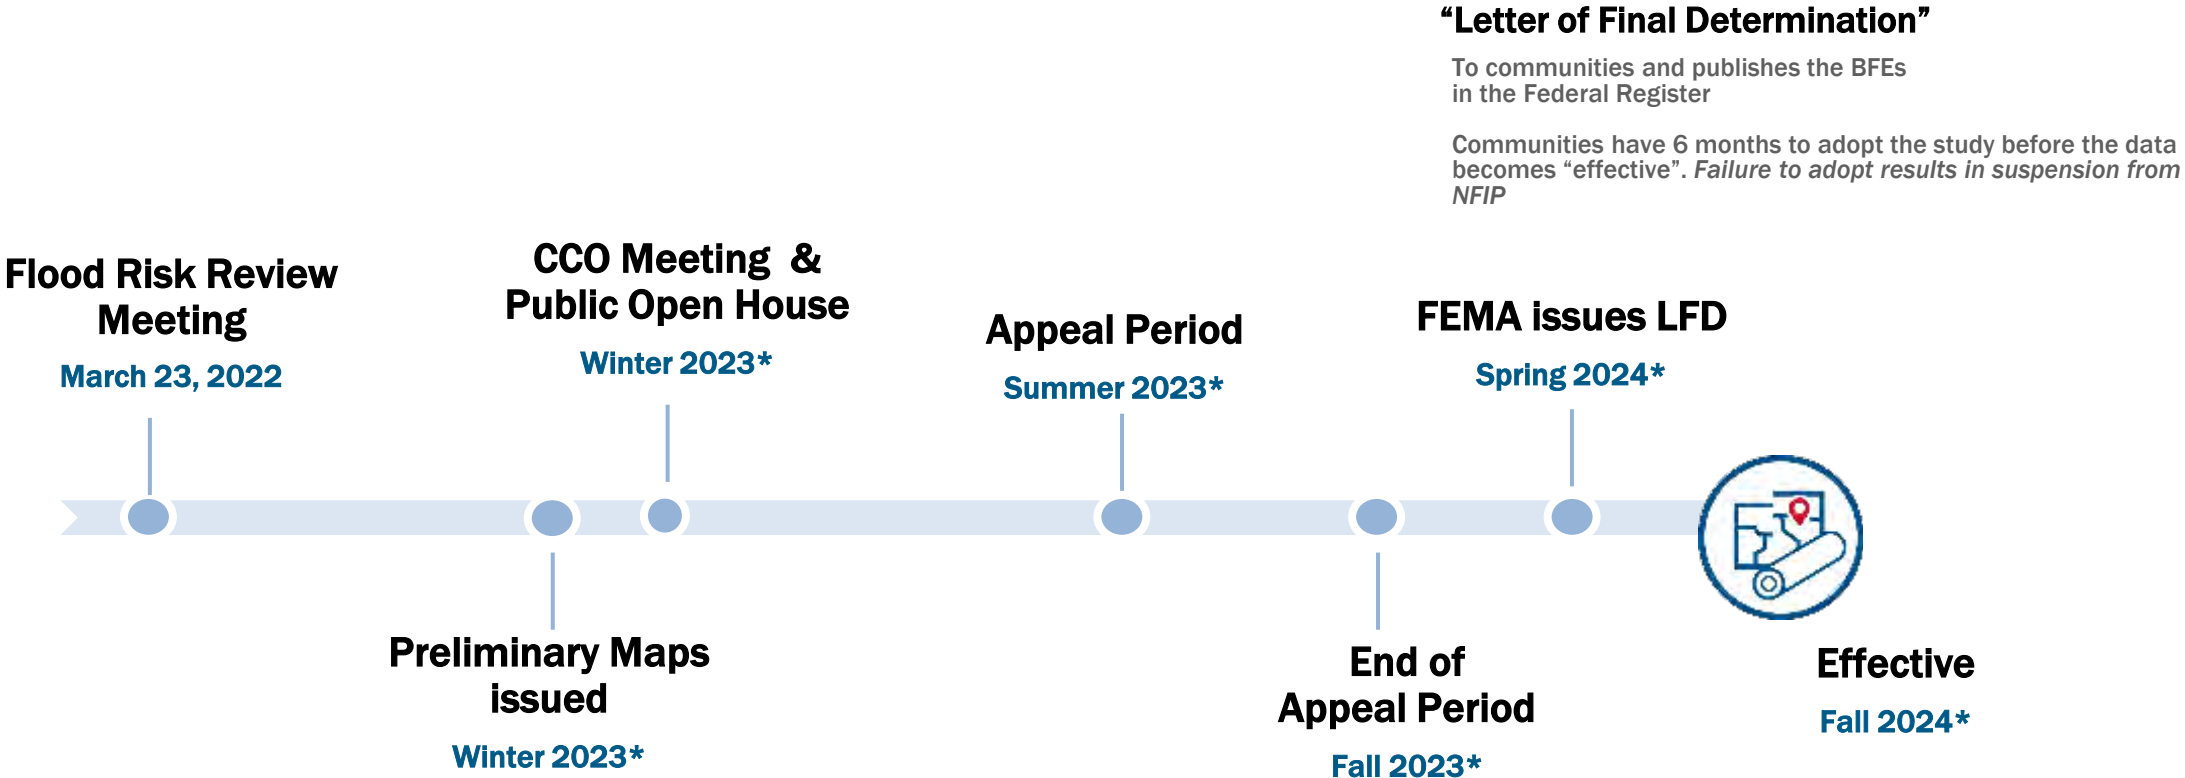 “Letter of Final Determination”
To communities and publishes the BFEs
in the Federal Register
Communities have 6 months to adopt the study before the data
becomes “effective”. Failure to adopt results in suspension from
NFIP
Flood Risk Review
Meeting
March 23, 2022
CCO Meeting &
Public Open House
Winter 2023*
Appeal Period
Summer 2023*
FEMA issues LFD
Spring 2024*
Preliminary Maps
issued
Winter 2023*
End of
Appeal Period
Fall 2023*
Effective
Fall 2024*